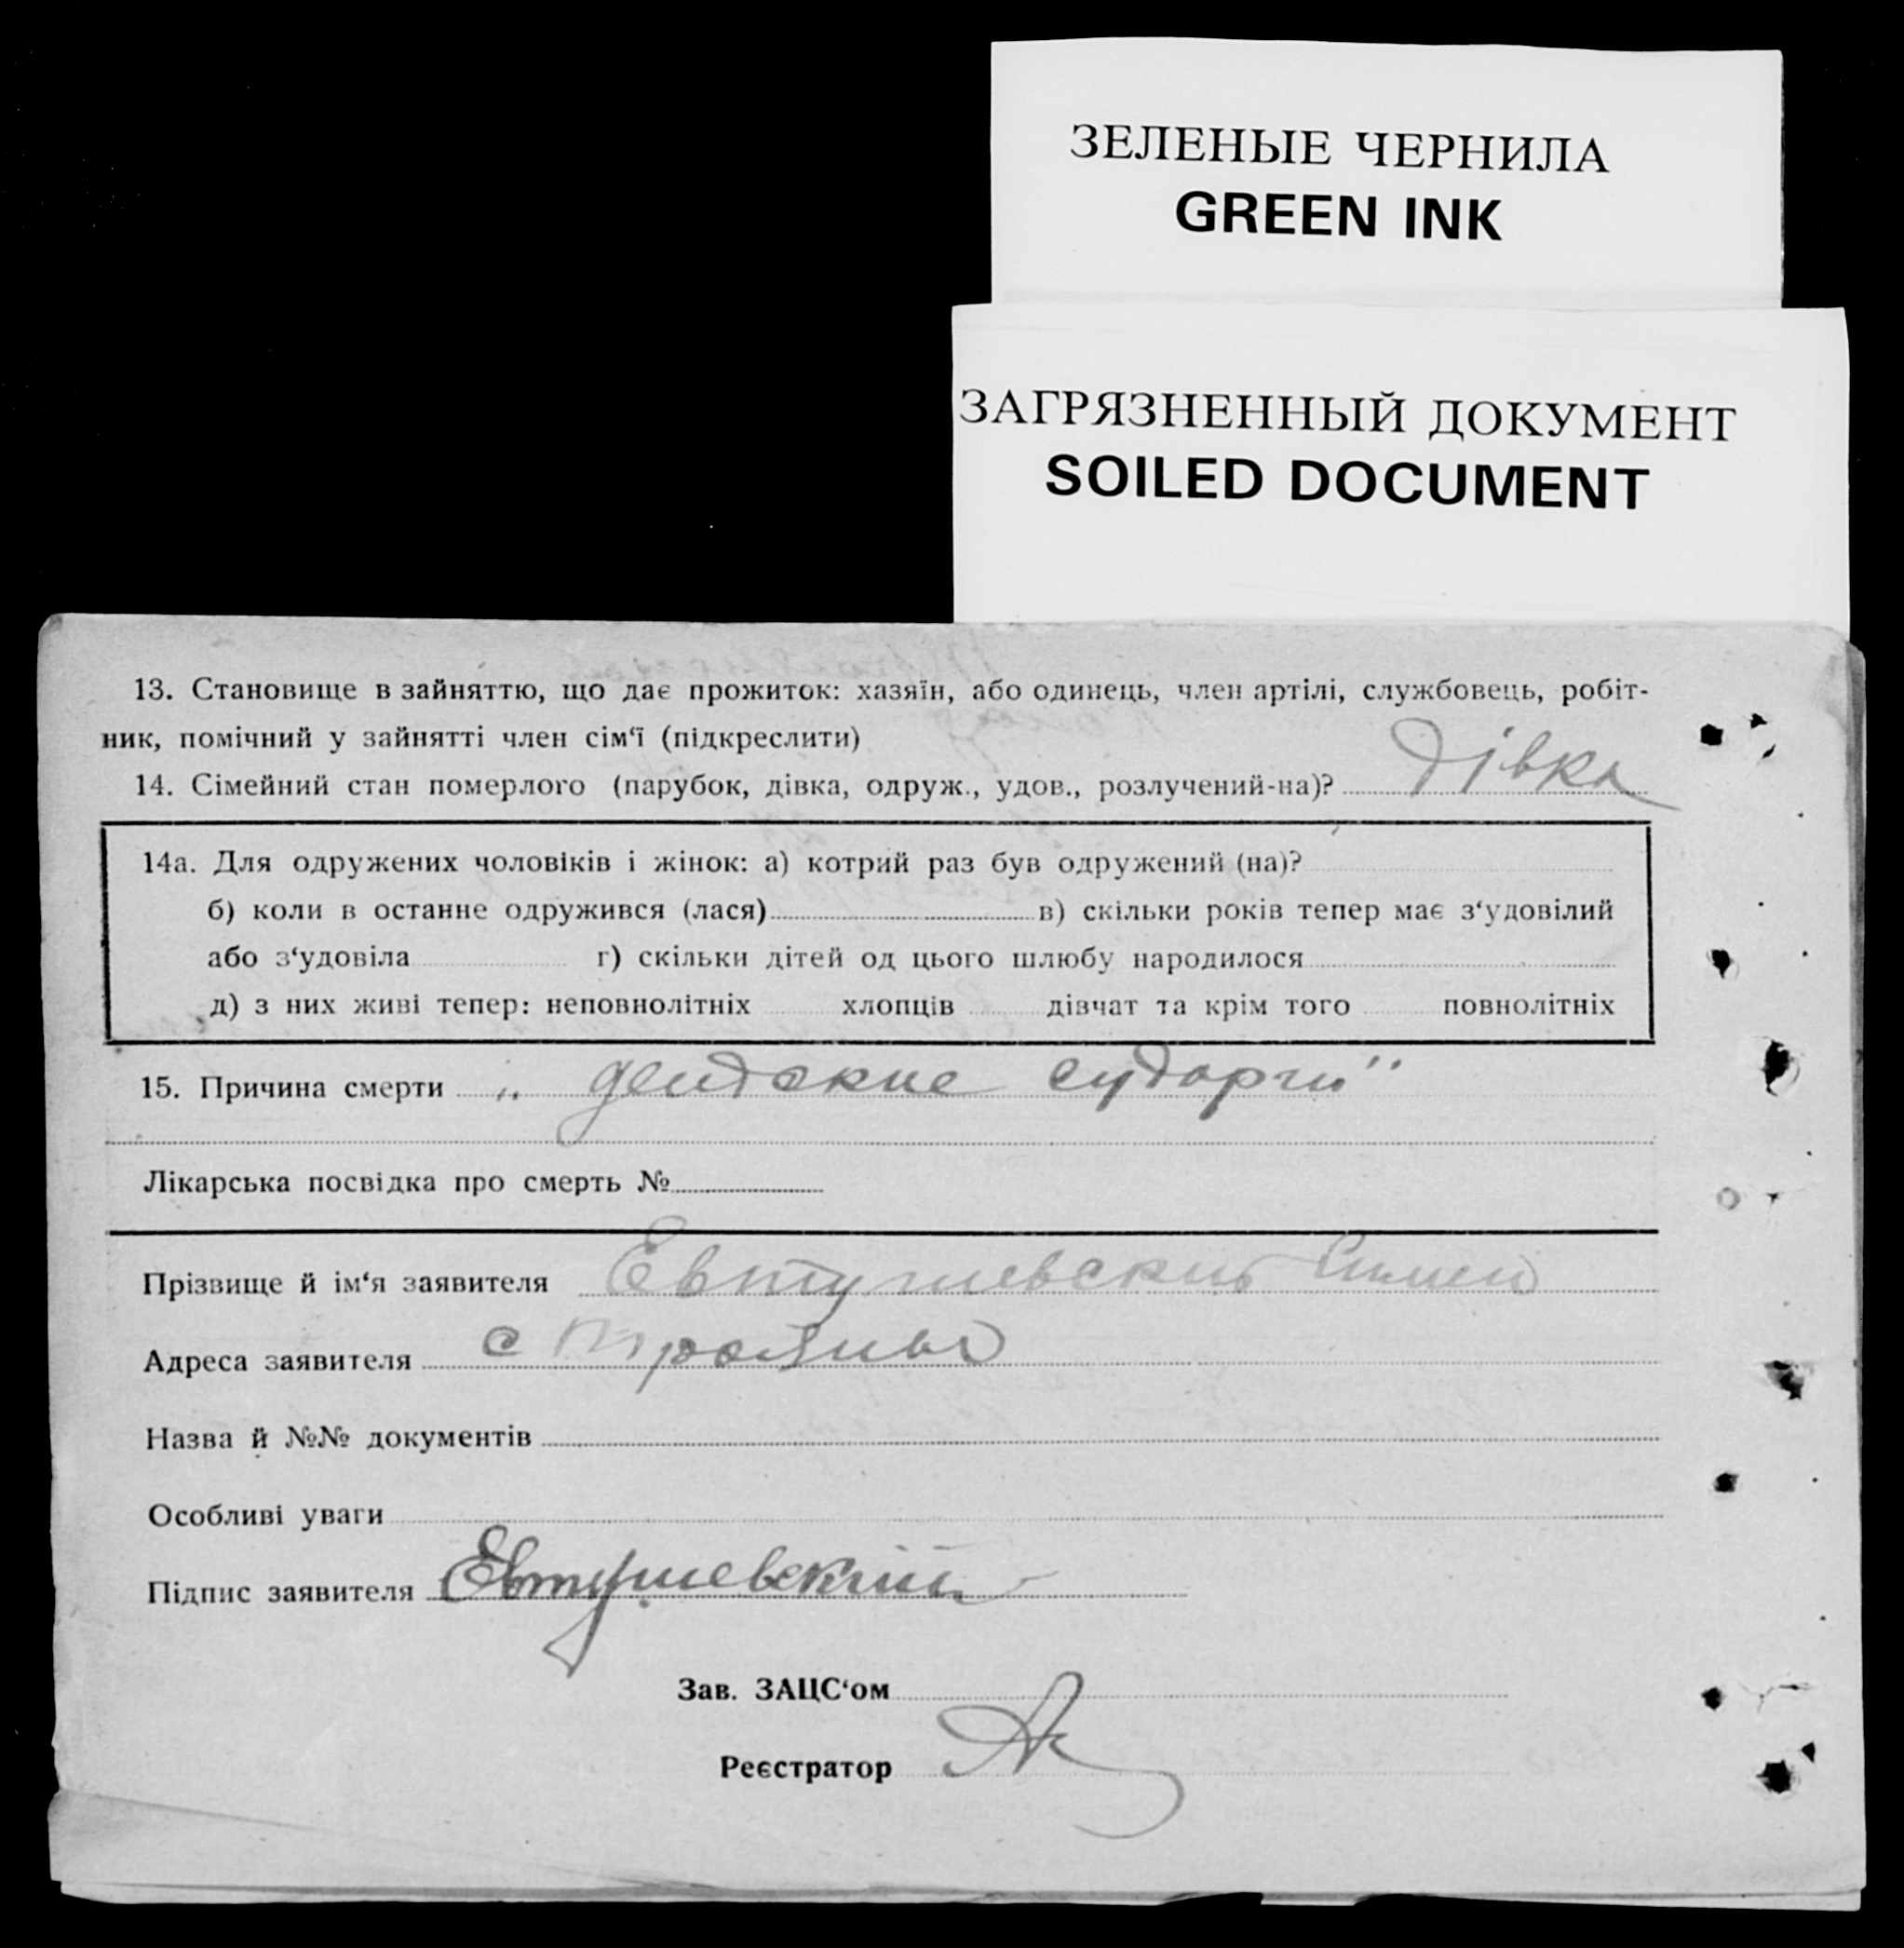 ЗЕЛЕНЫЕ ЧЕРНИЛА
GREEN INK
ЗАГРЯЗНЕННЫЙ ДОКУМЕНТ
SOILED DOCUMENT
13. Становище в зайняттю, що дає прожиток: хазяїн, або одинець, член артілі, службовець, робіт-
ник, помічний у зайнятті член сім‘ї (підкреслити)
14. Сімейний стан померлого (парубок, дівка, одруж., удов., розлучений-на)? дівка
14а. Для одружених чоловіків і жінок: а) котрий раз був одружений (на)?
б) коли в останне одружився (лася) в) скільки років тепер має з‘удовілий
або з‘удовіла г) скільки дітей од цього шлюбу народилося
д) з них живі тепер: неповнолітніх хлопців дівчат та крім того повнолітніх
15. Причина смерти „ судорги"
Лікарська посвідка про смерть №
Прізвище й ім‘я заявителя Евтушевский
Адреса заявителя с Трояны
Назва й №№ документів
Особливі уваги
Підпис заявителя Евтушевский
Зав. ЗАЦС‘ом
Реєстратор